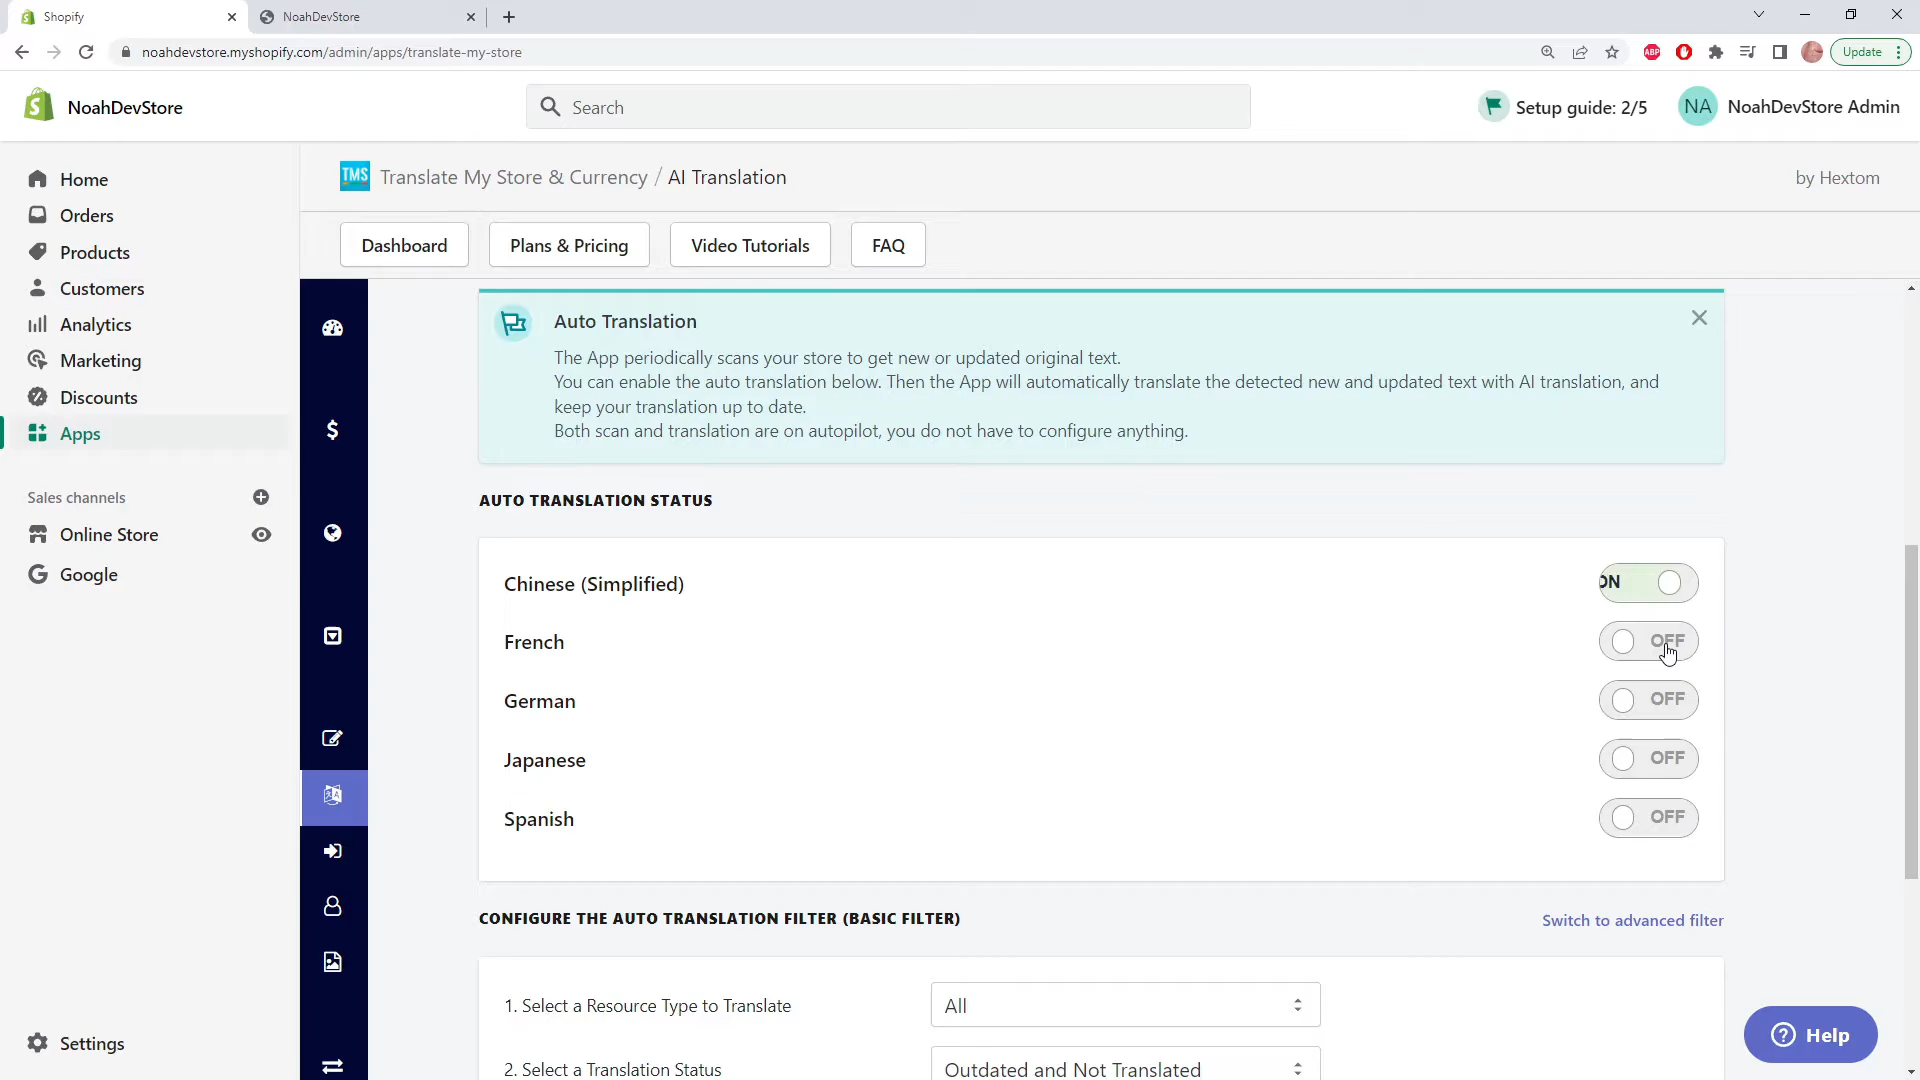 Shopify
NoahDevStore
noahdevstore.myshopify.com/admin/apps/translate-my-store
ABP
Update
NoahDevStore
Search
Setup guide: 2/5
NA
NoahDevStore Admin
Home
Orders
Products
Customers
Analytics
Marketing
Discounts
Apps
Sales channels
Online Store
Google
Settings
TMS
Translate My Store & Currency / AI Translation
by Hextom
Dashboard
Plans & Pricing
Video Tutorials
FAQ
Auto Translation
The App periodically scans your store to get new or updated original text.
You can enable the auto translation below. Then the App will automatically translate the detected new and updated text with AI translation, and
keep your translation up to date.
Both scan and translation are on autopilot, you do not have to configure anything.
AUTO TRANSLATION STATUS
Chinese (Simplified)
ON
French
OFF
German
OFF
Japanese
OFF
Spanish
OFF
CONFIGURE THE AUTO TRANSLATION FILTER (BASIC FILTER)
Switch to advanced filter
1. Select a Resource Type to Translate
All
2. Select a Translation Status
Outdated and Not Translated
Help